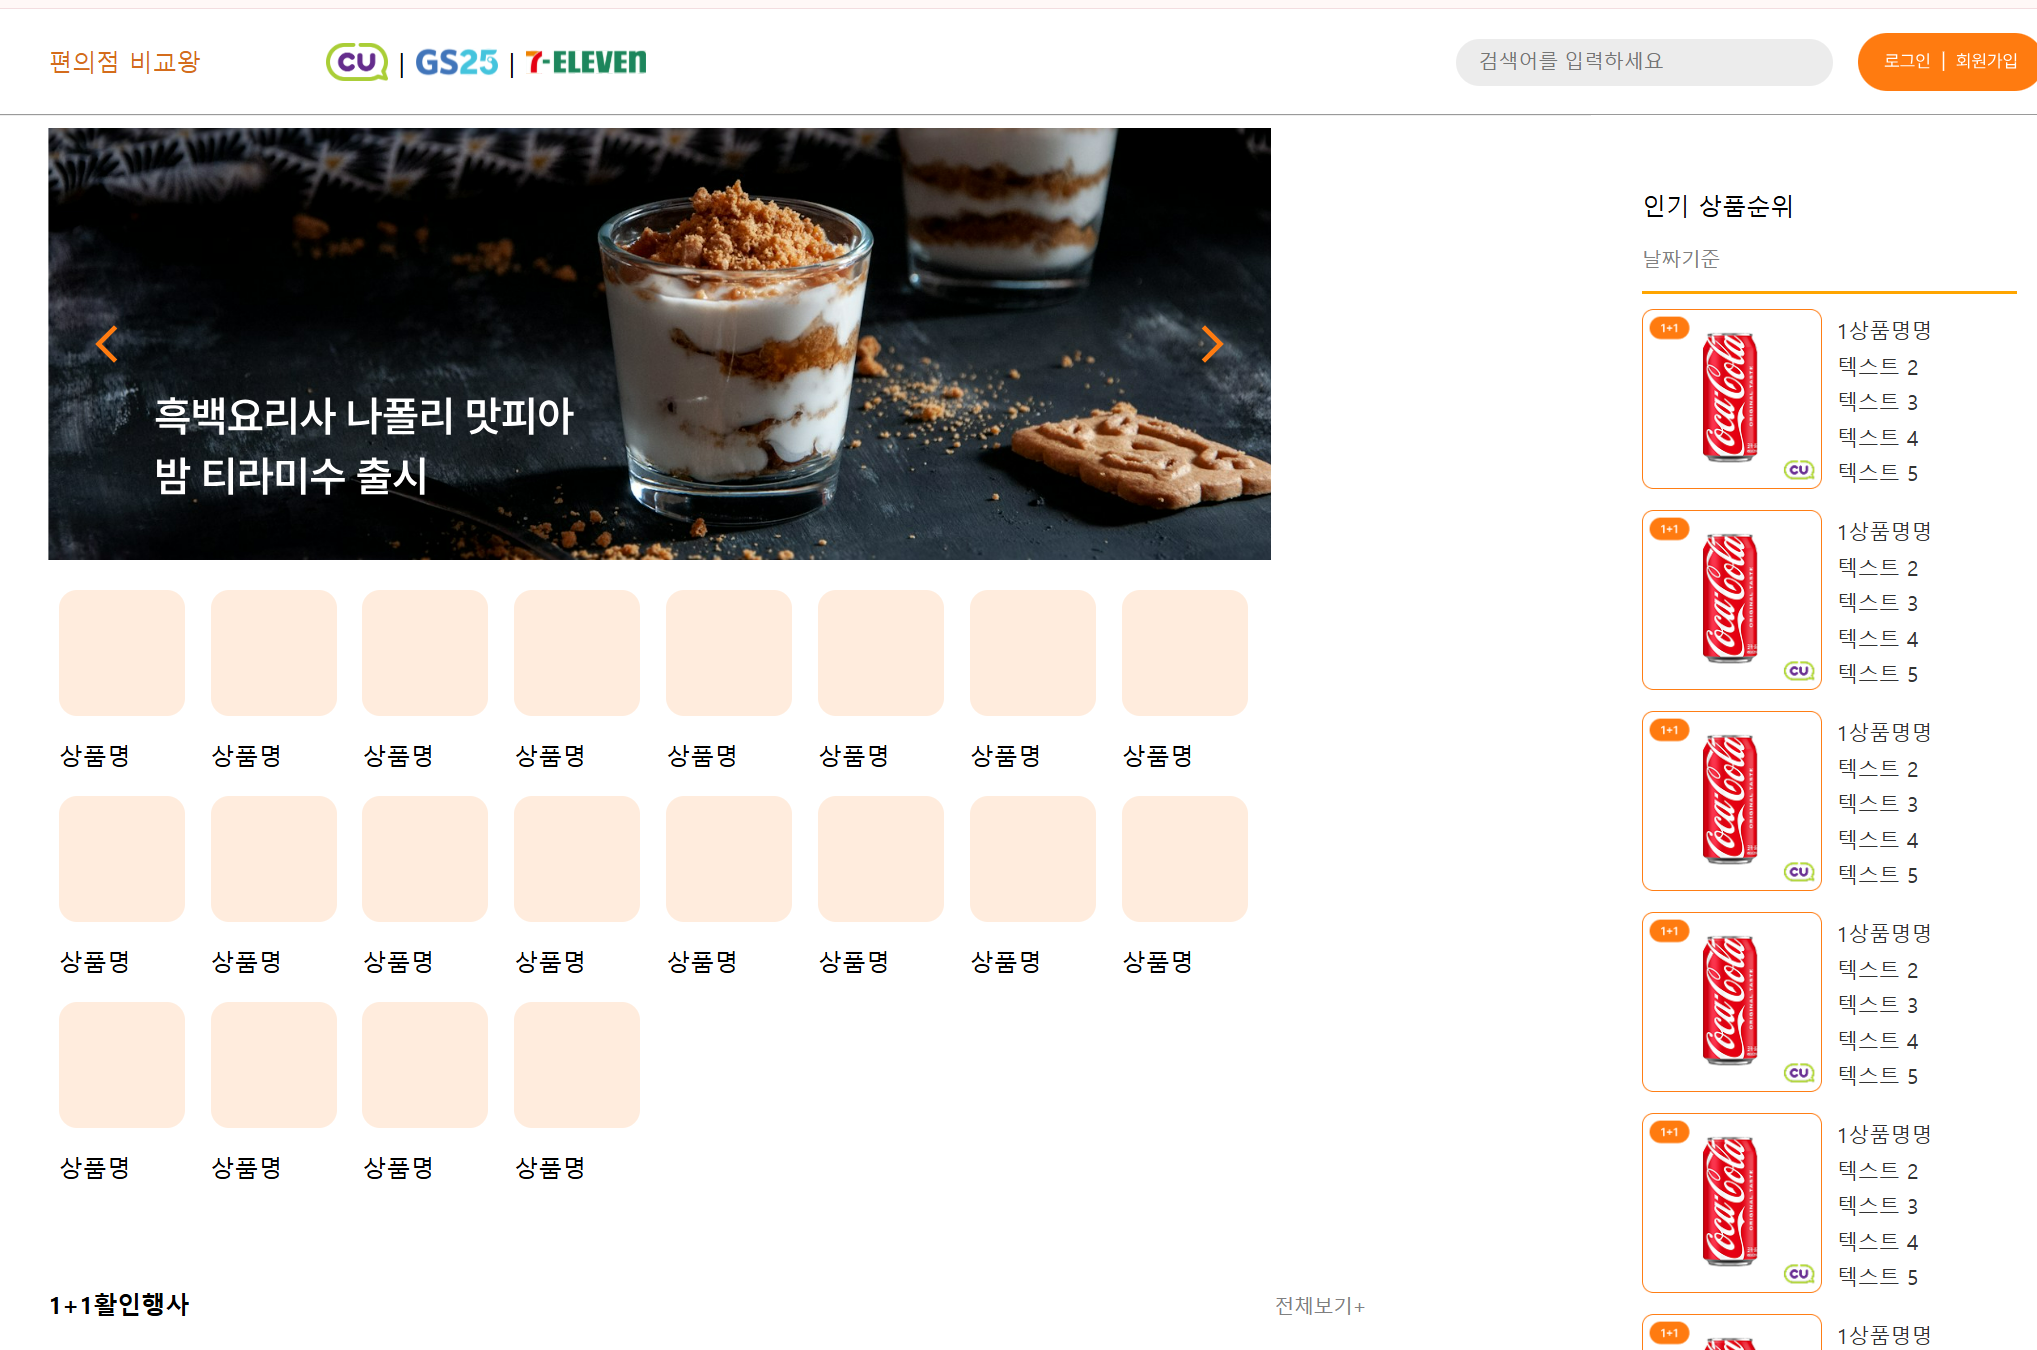 편의점 비교왕
CU | GS25 | 7-ELEVEn
검색어를 입력하세요
로그인 | 회원가입
흑백요리사 나폴리 맛피아
밤 티라미수 출시
상품명 상품명 상품명 상품명 상품명 상품명 상품명 상품명
상품명 상품명 상품명 상품명 상품명 상품명 상품명 상품명
상품명 상품명 상품명 상품명
1+1활인행사
전체보기+
인기 상품순위
날짜기준
1+1
Coca-Cola
ORIGINAL TASTE
CU
1상품명명
텍스트 2
텍스트 3
텍스트 4
텍스트 5
1+1
Coca-Cola
ORIGINAL TASTE
CU
1상품명명
텍스트 2
텍스트 3
텍스트 4
텍스트 5
1+1
Coca-Cola
ORIGINAL TASTE
CU
1상품명명
텍스트 2
텍스트 3
텍스트 4
텍스트 5
1+1
Coca-Cola
ORIGINAL TASTE
CU
1상품명명
텍스트 2
텍스트 3
텍스트 4
텍스트 5
1+1
Coca-Cola
ORIGINAL TASTE
CU
1상품명명
텍스트 2
텍스트 3
텍스트 4
텍스트 5
1+1
1상품명명